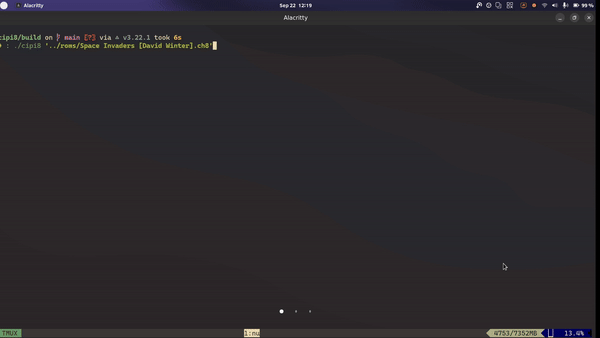 Alacritty
Sep 22 12:19
99 %
Alacritty
cipi8/build on main [?] via v3.22.1 took 6s
: ./cipi8 '../roms/Space Invaders [David Winter].ch8'
TMUX
1:nu
4753/7352MB
13.4%